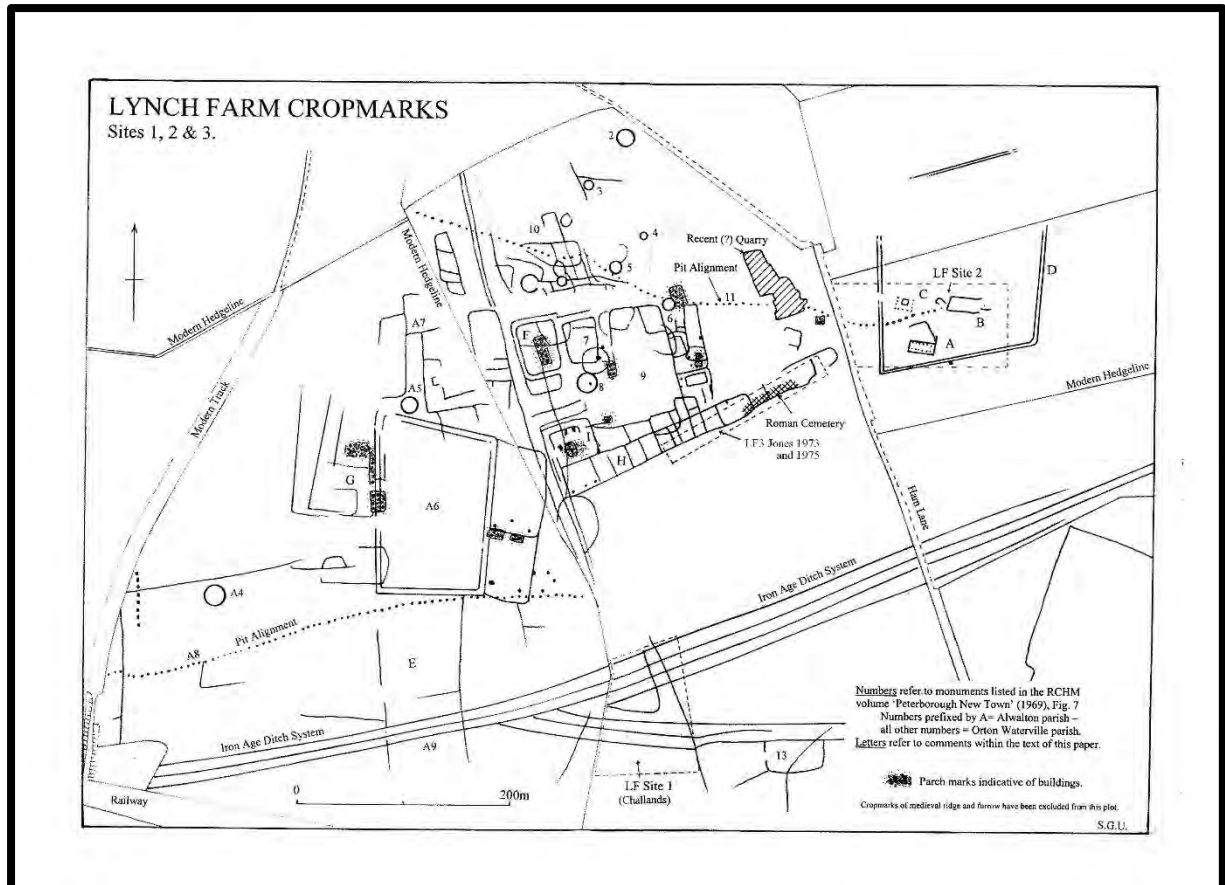 LYNCH FARM CROPMARKS
Sites 1, 2 & 3.
2
3
10
4
Recent (?) Quarry
5
Pit Alignment
11
6
LF Site 2
D
C
B
A
Modern Hedgeline
Modern Hedgeline
A7
F
7
9
8
L
A5
Modern Track
Modern Hedgeline
Roman Cemetery
LF3 Jones 1973
and 1975
I
H
G
A6
Ham Lane
Iron Age Ditch System
A4
Pit Alignment
A8
E
Iron Age Ditch System
A9
13
LF Site 1
(Challands)
0
200m
Railway
Numbers refer to monuments listed in the RCHM
volume ‘Peterborough New Town’ (1969), Fig. 7
Numbers prefixed by A= Alwalton parish –
all other numbers = Orton Waterville parish.
Letters refer to comments within the text of this paper.
Parch marks indicative of buildings.
Cropmarks of medieval ridge and furrow have been excluded from this plot.
S.G.U.